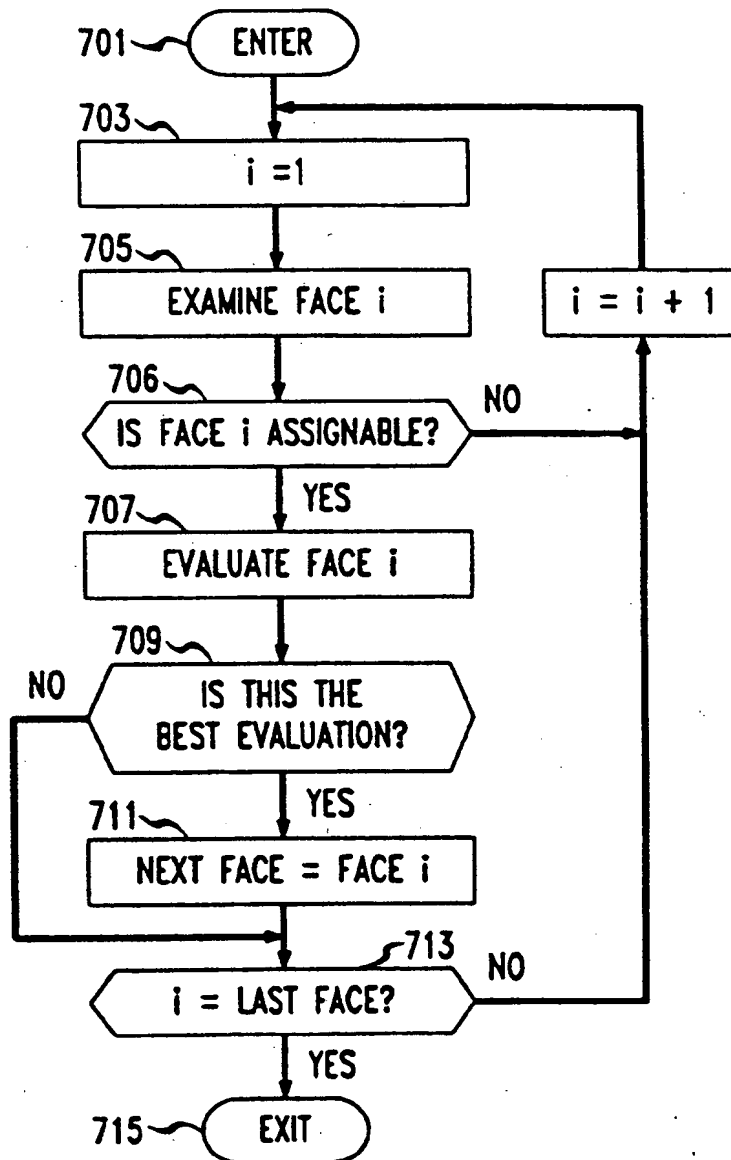 701
ENTER
703
i =1
705
EXAMINE FACE i
i = i + 1
706
IS FACE i ASSIGNABLE?
NO
YES
707
EVALUATE FACE i
709
NO
IS THIS THE
BEST EVALUATION?
YES
711
NEXT FACE = FACE i
713
i = LAST FACE?
NO
YES
715
EXIT